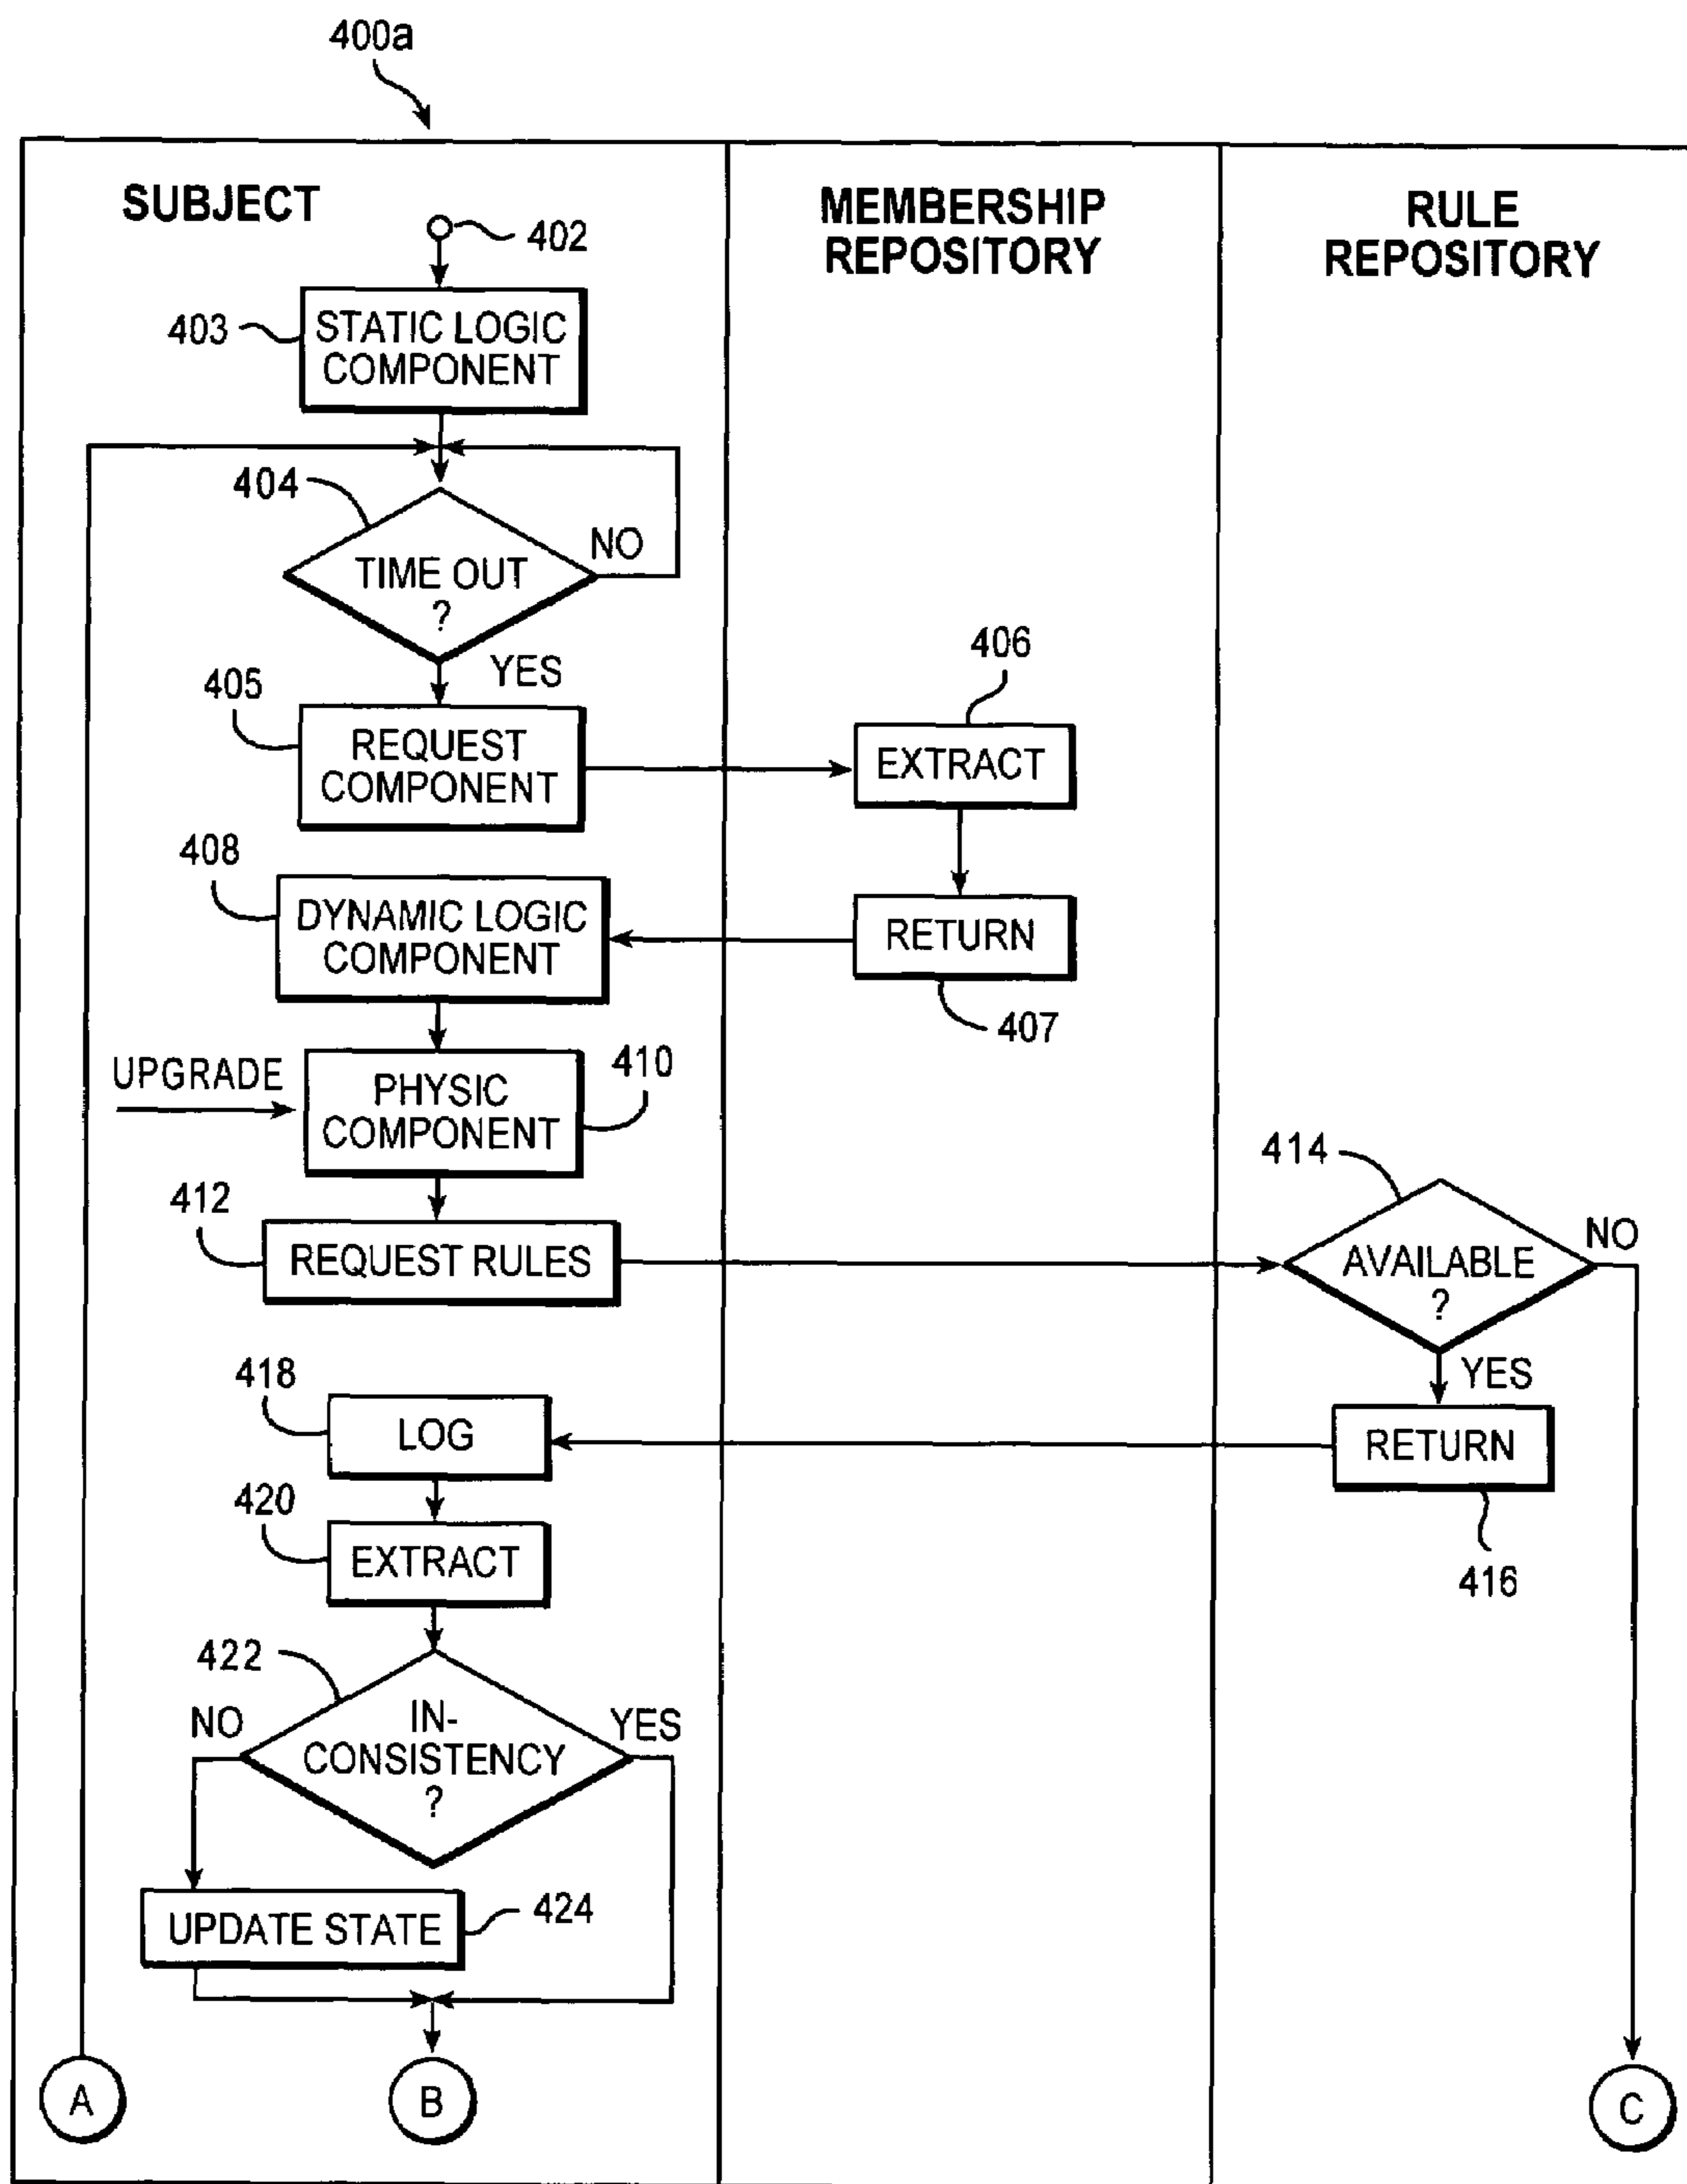 400a
SUBJECT
MEMBERSHIP
REPOSITORY
RULE
REPOSITORY
402
403
STATIC LOGIC
COMPONENT
404
NO
TIME OUT
?
YES
405
REQUEST
COMPONENT
406
EXTRACT
408
DYNAMIC LOGIC
COMPONENT
RETURN
407
UPGRADE
PHYSIC
COMPONENT
410
412
REQUEST RULES
414
NO
AVAILABLE
?
YES
418
LOG
RETURN
416
420
EXTRACT
422
NO
IN-
CONSISTENCY
?
YES
UPDATE STATE
424
A
B
C